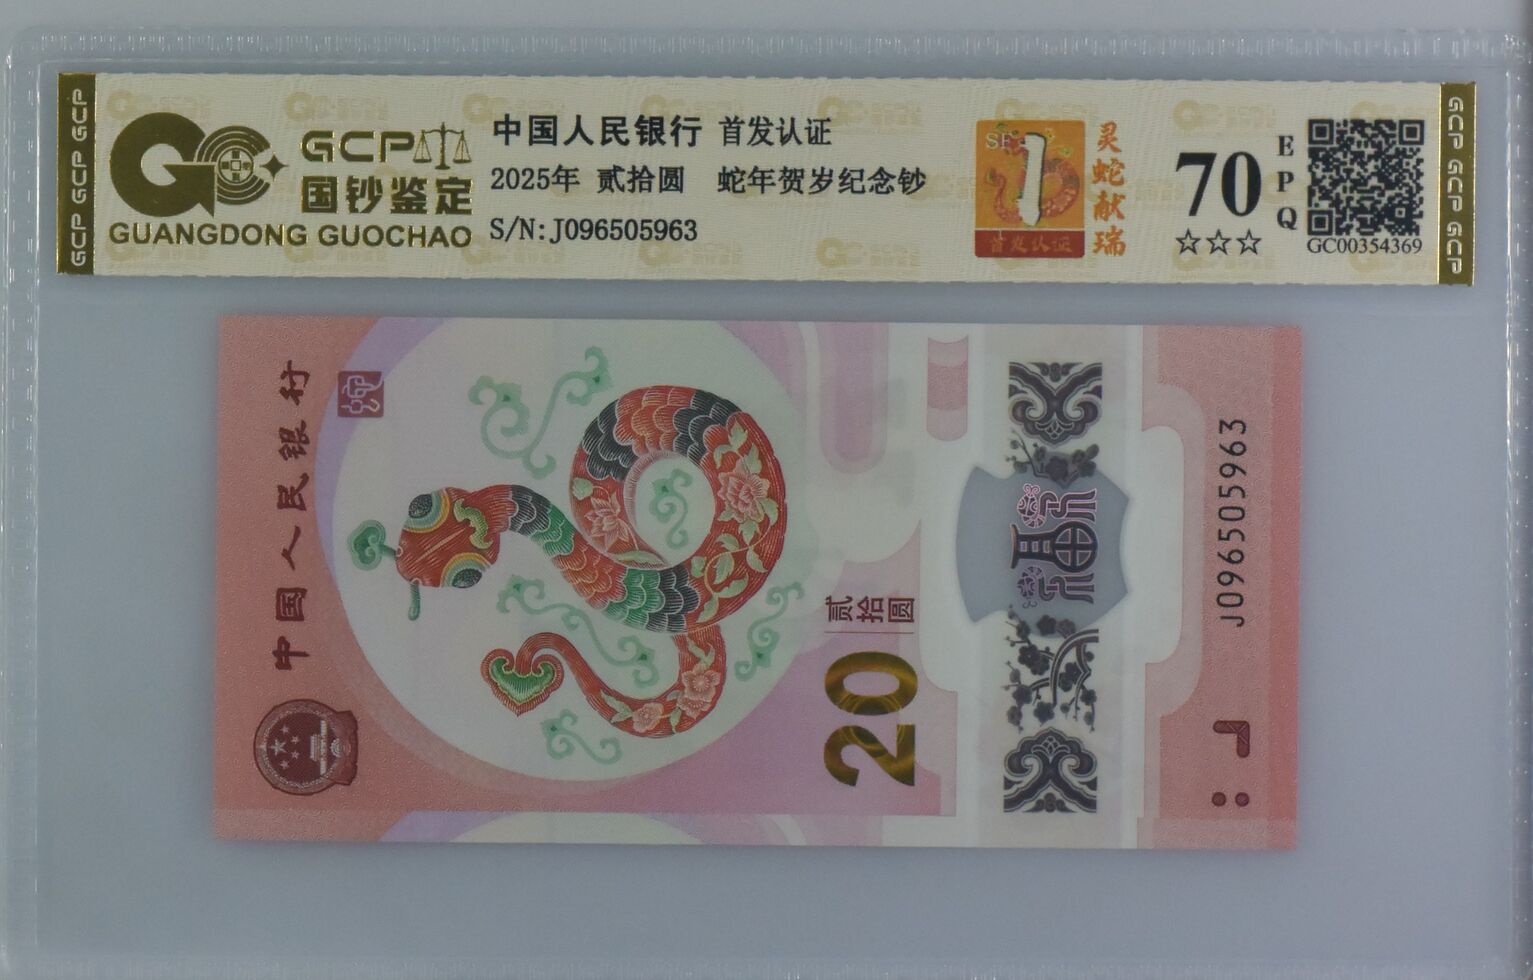 GCP GCP GCP
GCP
国钞鉴定
GUANGDONG GUOCHAO
中国人民银行 首发认证
2025年 贰拾圆 蛇年贺岁纪念钞
S/N:J096505963
首发认证
灵蛇献瑞
70
EPQ
☆☆☆
GC00354369
GCP GCP GCP
中国人民银行
贰拾圆
20
福
J096505963